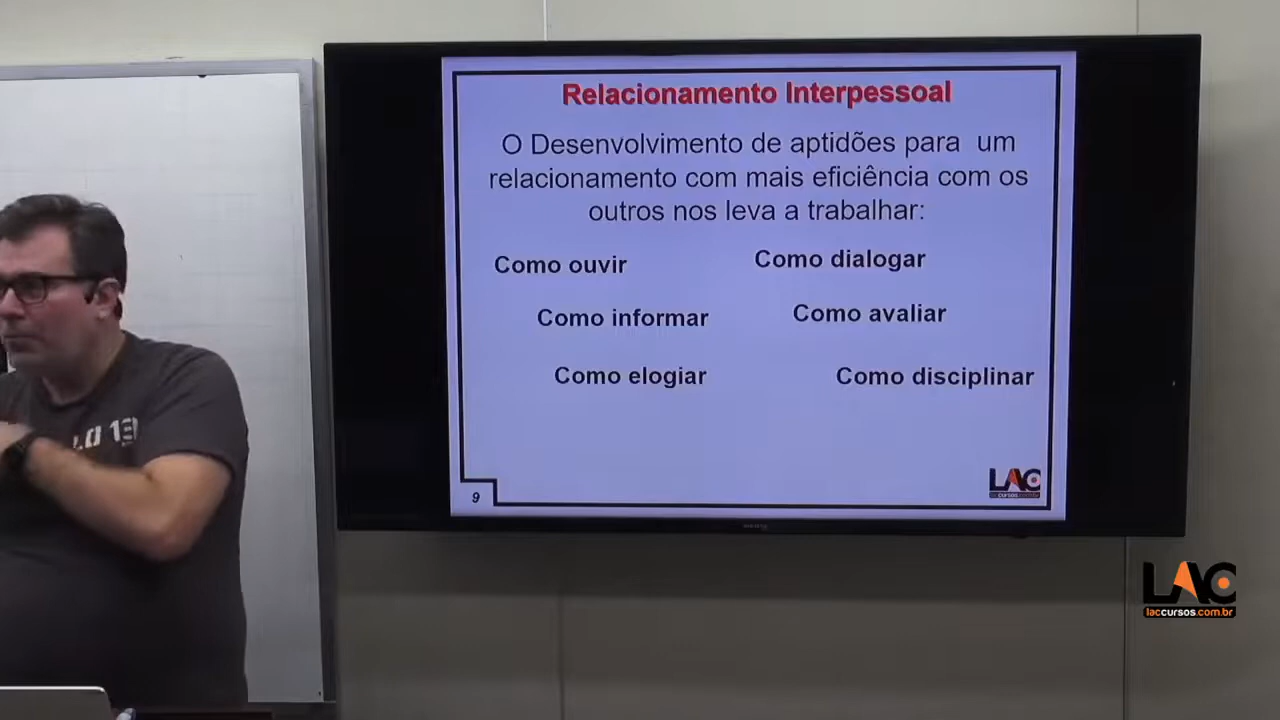 Relacionamento Interpessoal
O Desenvolvimento de aptidões para um
relacionamento com mais eficiência com os
outros nos leva a trabalhar:
Como ouvir
Como dialogar
Como informar
Como avaliar
Como elogiar
Como disciplinar
9
LAC
laccursos.com.br